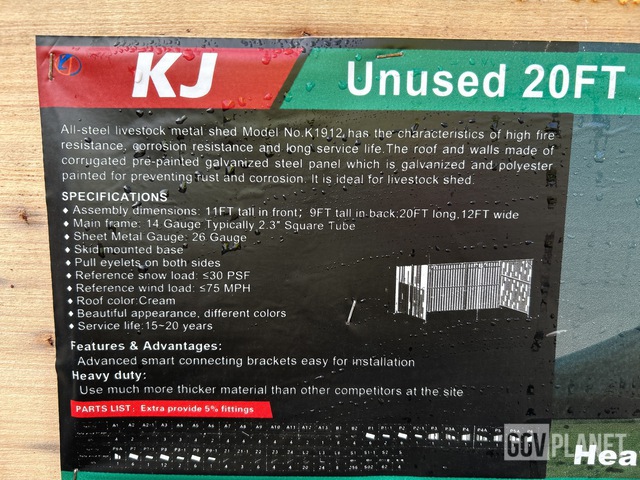 KJ
Unused 20FT
All-steel livestock metal shed Model No.K1912, has the characteristics of high fire
resistance, corrosion resistance and long service life.The roof and walls made of
corrugated pre-painted galvanized steel panel which is galvanized and polyester
painted for preventing rust and corrosion. It is ideal for livestock shed.
SPECIFICATIONS
♦ Assembly dimensions: 11FT tall in front; 9FT tall in back;20FT long,12FT wide
♦ Main frame: 14 Gauge Typically 2.3" Square Tube
♦ Sheet Metal Gauge: 26 Gauge
♦ Skid mounted base
♦ Pull eyelets on both sides
♦ Reference snow load: ≤30 PSF
♦ Reference wind load: ≤75 MPH
♦ Roof color:Cream
♦ Beautiful appearance, different colors
♦ Service life:15~20 years
Features & Advantages:
Advanced smart connecting brackets easy for installation
Heavy duty:
Use much more thicker material than other competitors at the site
PARTS LIST: Extra provide 5% fittings
GOVPLANET
Hea